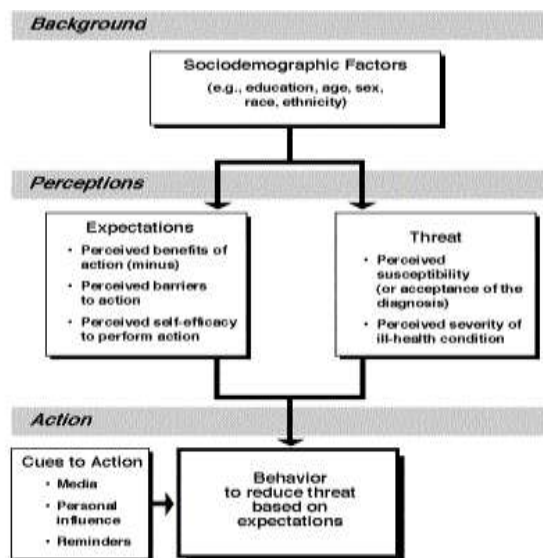 Background
Sociodemographic Factors
(e.g., education, age, sex,
race, ethnicity)
Perceptions
Expectations
• Perceived benefits of
action (minus)
• Perceived barriers
to action
• Perceived self-efficacy
to perform action
Threat
• Perceived
susceptibility
(or acceptance of the
diagnosis)
• Perceived severity of
ill-health condition
Action
Cues to Action
• Media
• Personal
influence
• Reminders
Behavior
to reduce threat
based on
expectations